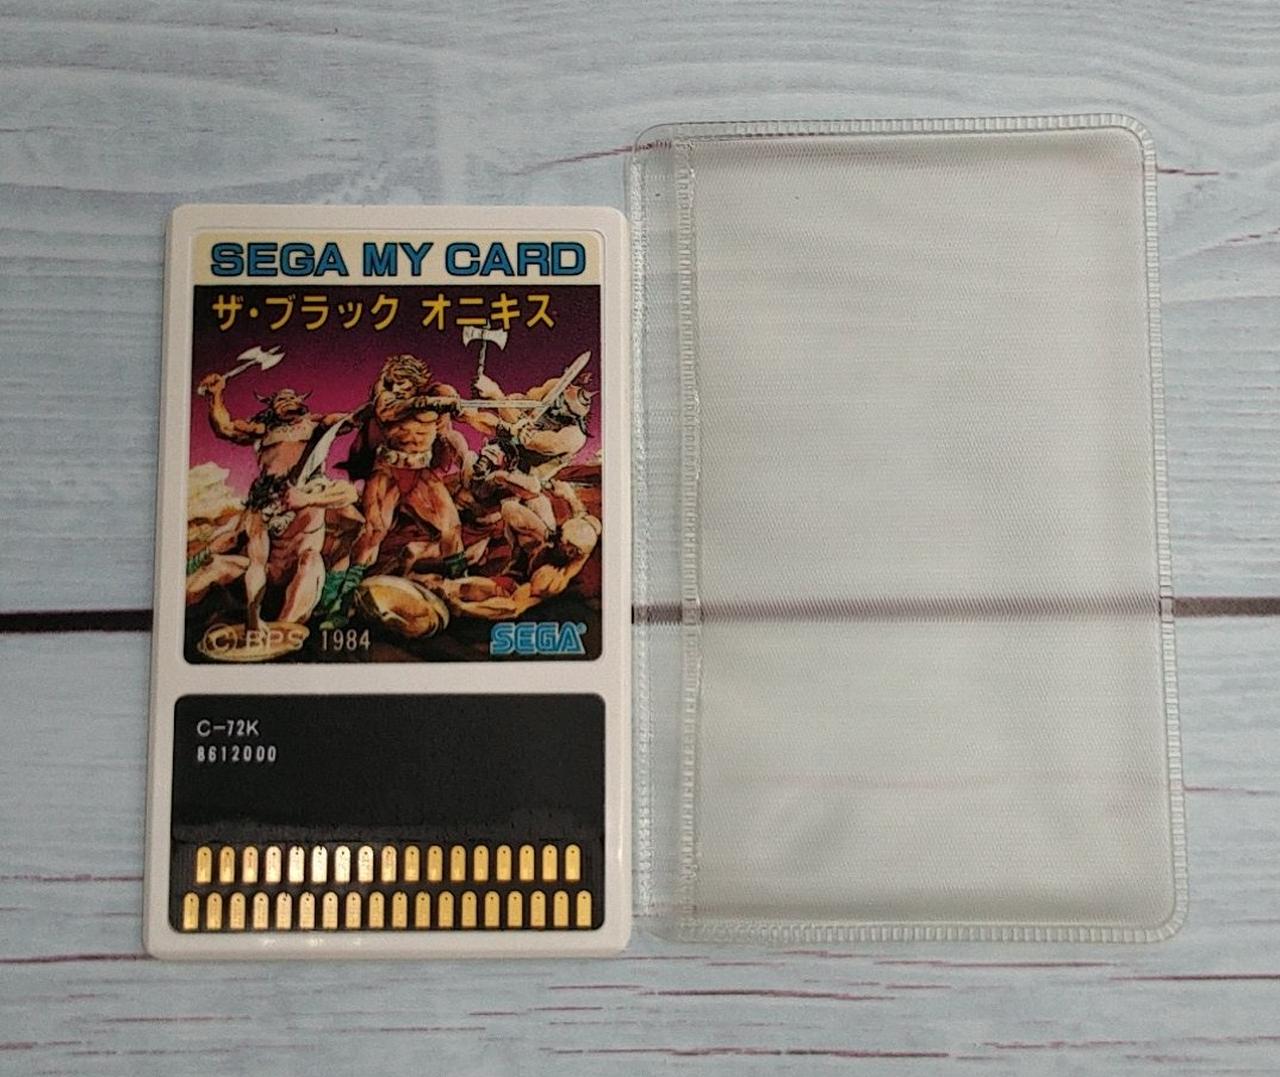 SEGA MY CARD
ザ・ブラック オニキス
(C) BPS 1984
SEGA
C-72K
8612000